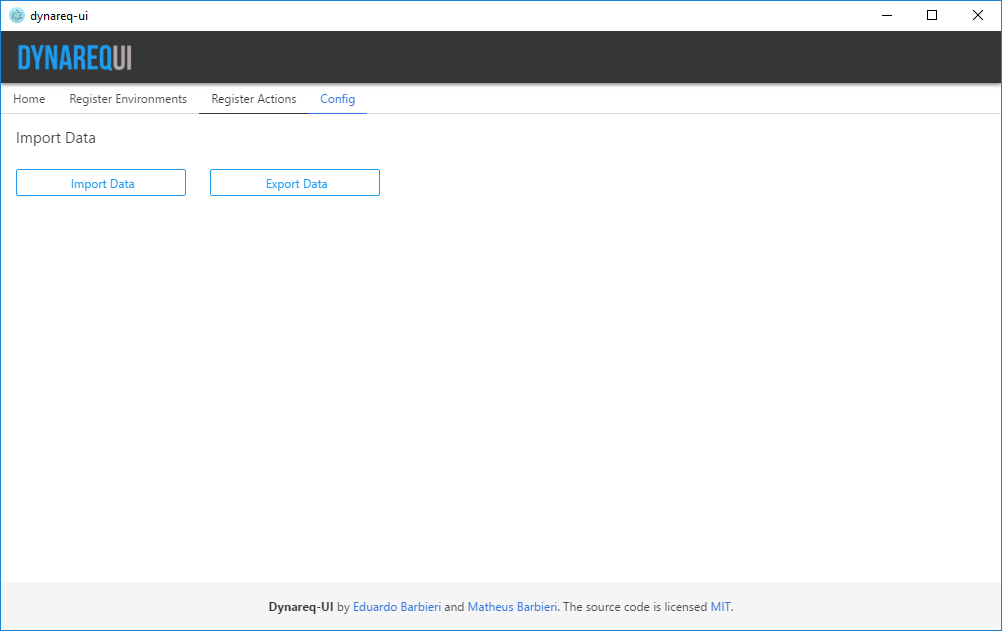 dynareq-ui
DYNAREQUI
Home Register Environments Register Actions Config
Import Data
Import Data Export Data
Dynareq-UI by Eduardo Barbieri and Matheus Barbieri. The source code is licensed MIT.